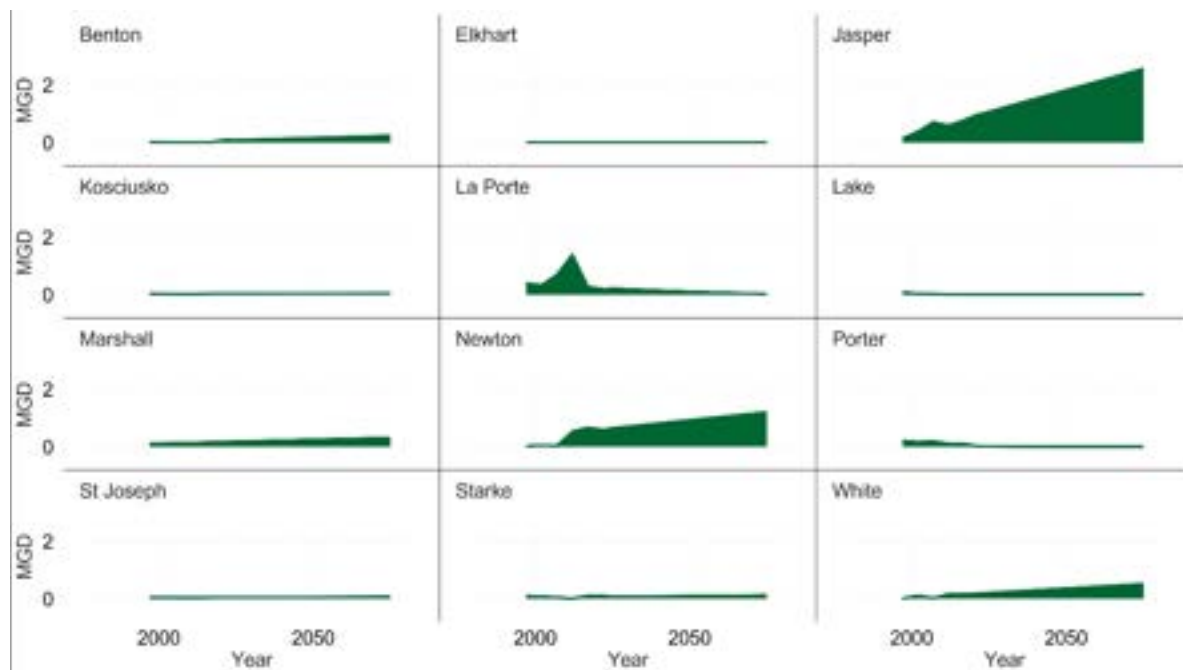 Benton Elkhart Jasper
MGD
2
0
Kosciusko La Porte Lake
MGD
2
0
Marshall Newton Porter
MGD
2
0
St Joseph Starke White
MGD
2
0
2000 2050 2000 2050 2000 2050
Year Year Year